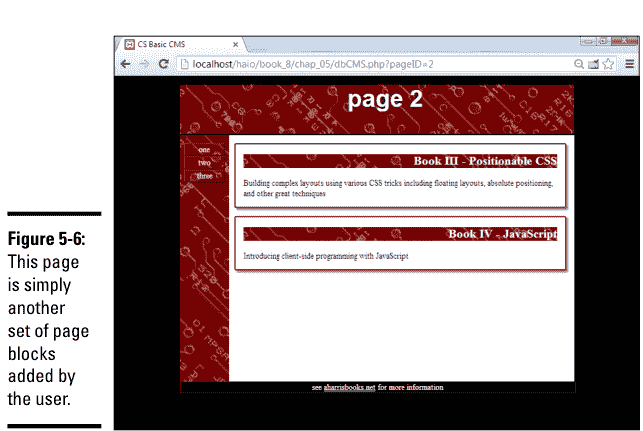 CS Basic CMS
localhost/haio/book_8/chap_05/dbCMS.php?pageID=2
page 2
one
two
three
Book III - Positionable CSS
Building complex layouts using various CSS tricks including floating layouts, absolute positioning,
and other great techniques
Book IV - JavaScript
Introducing client-side programming with JavaScript
see aharrisbooks.net for more information
Figure 5-6:
This page
is simply
another
set of page
blocks
added by
the user.